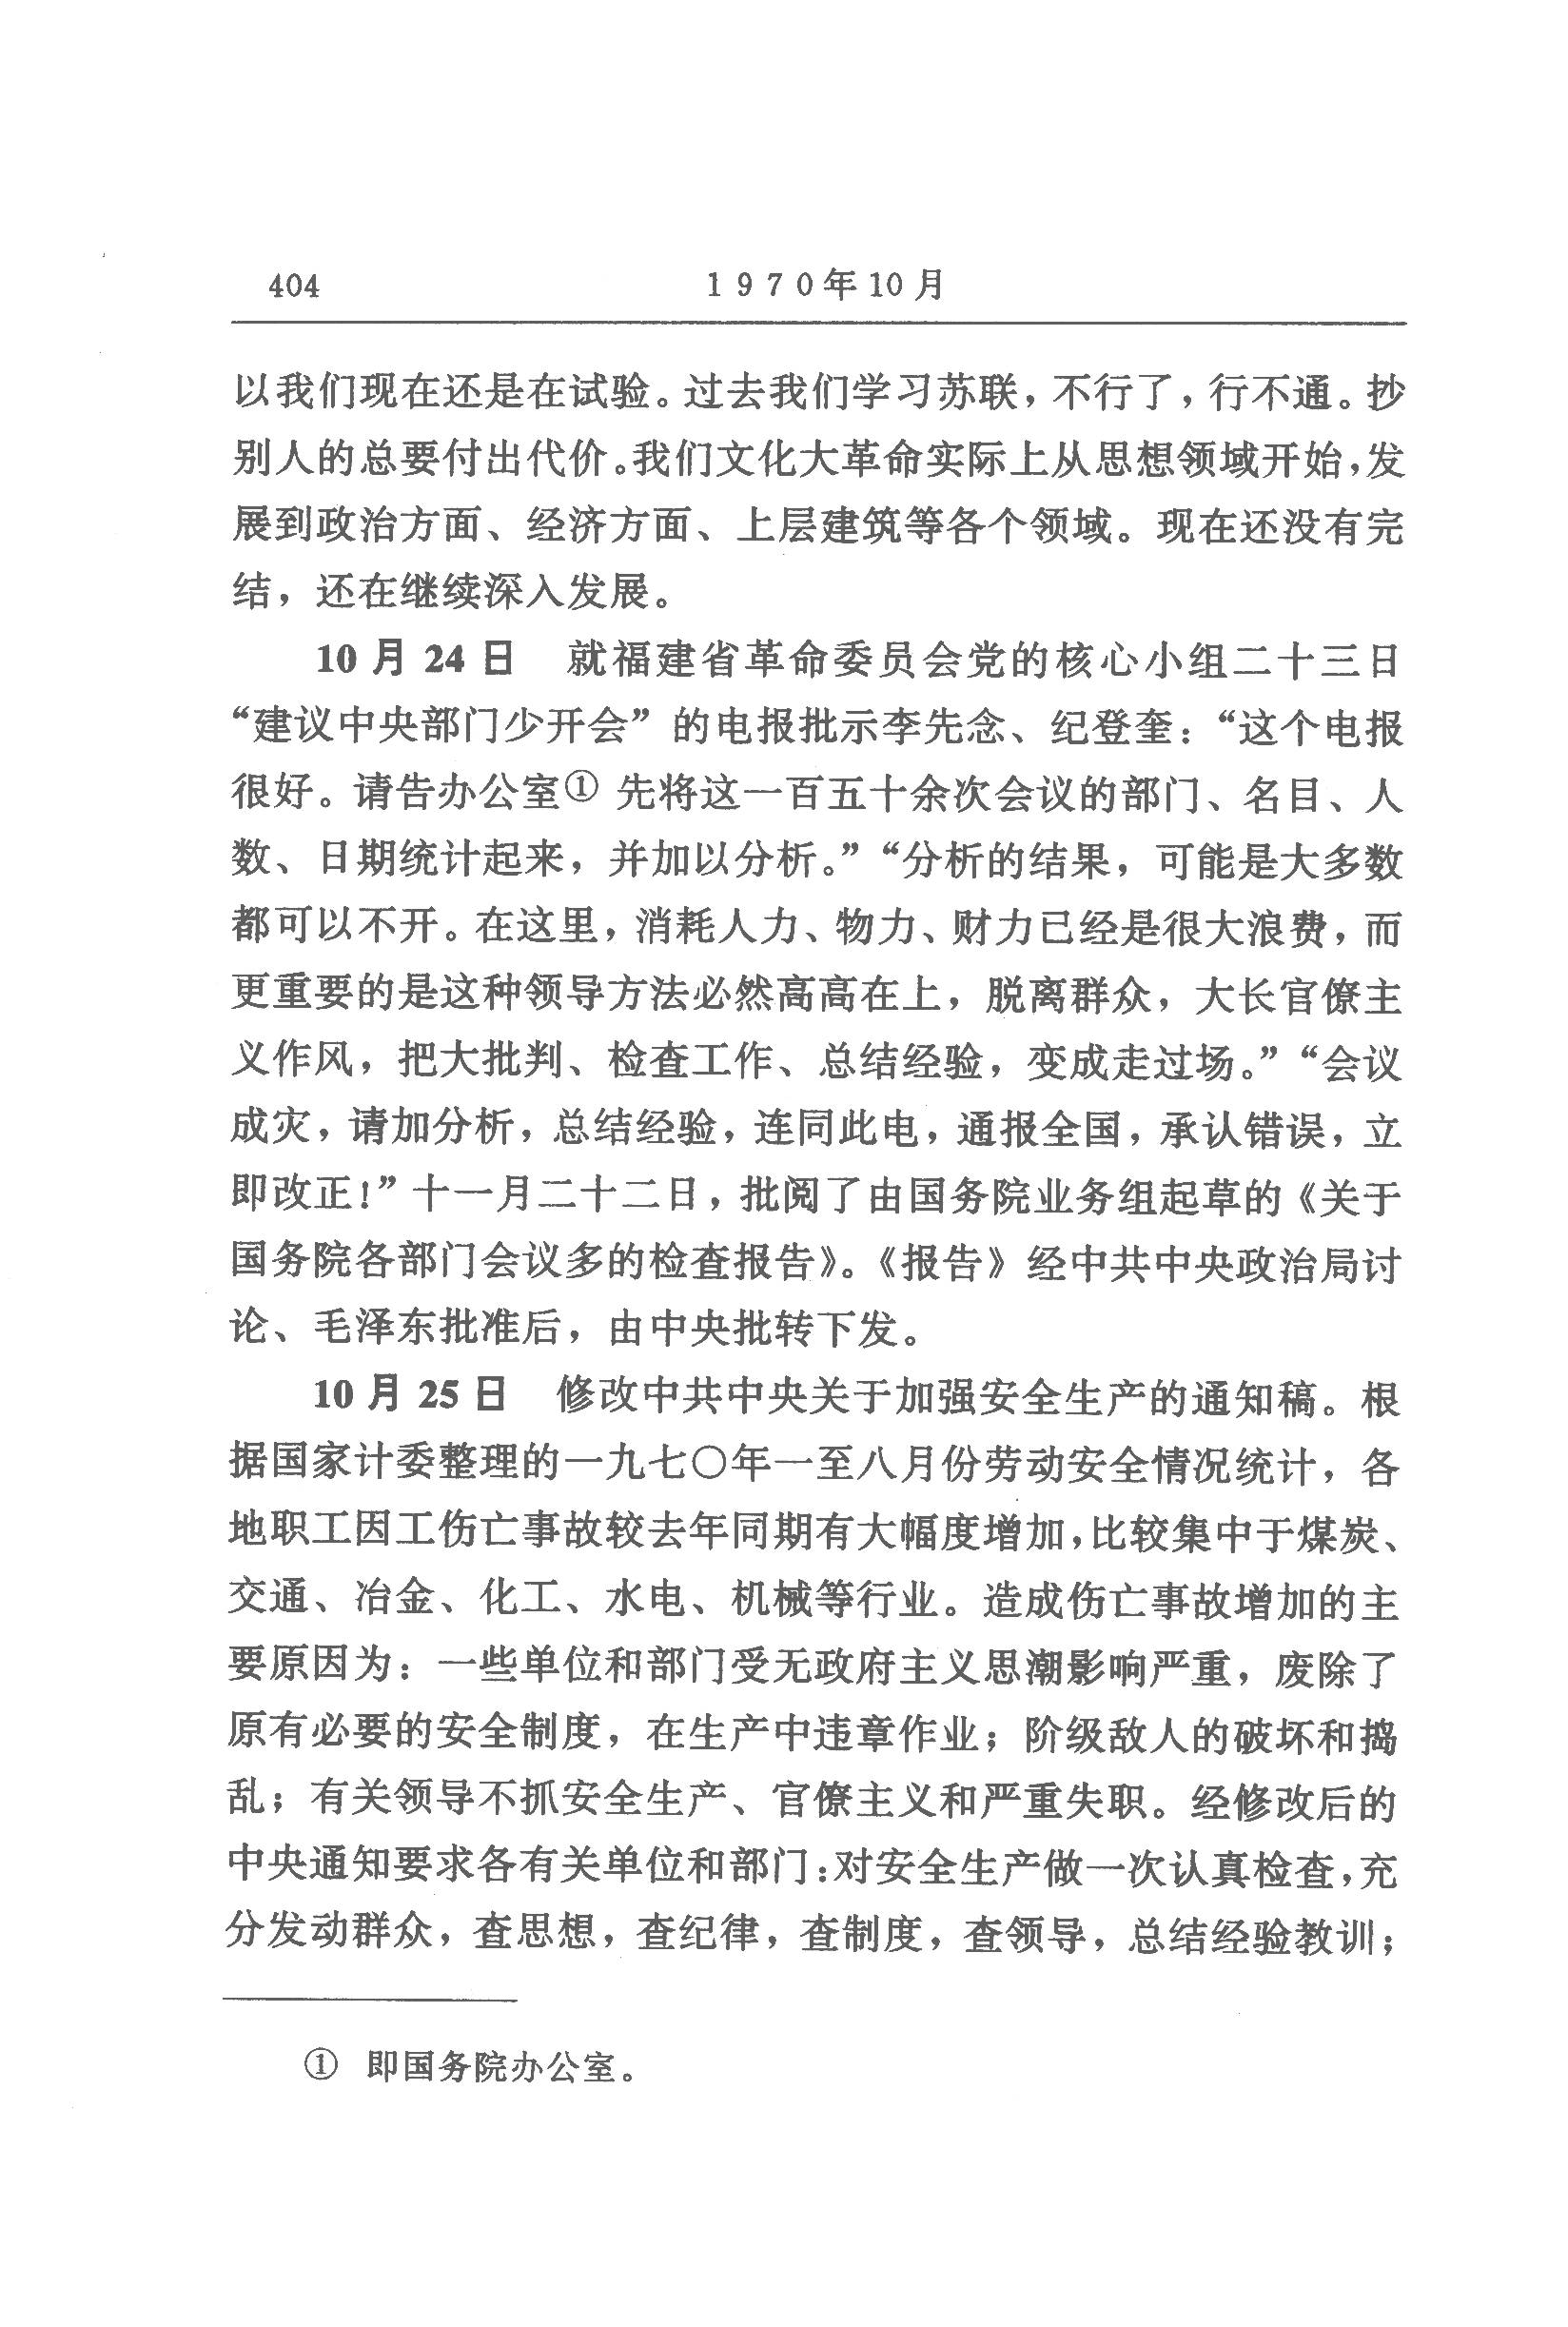 404 1970年10月
以我们现在还是在试验。过去我们学习苏联，不行了，行不通。抄
别人的总要付出代价。我们文化大革命实际上从思想领域开始，发
展到政治方面、经济方面、上层建筑等各个领域。现在还没有完
结，还在继续深入发展。
10月24日 就福建省革命委员会党的核心小组二十三日
“建议中央部门少开会”的电报批示李先念、纪登奎：“这个电报
很好。请告办公室① 先将这一百五十余次会议的部门、名目、人
数、日期统计起来，并加以分析。”“分析的结果，可能是大多数
都可以不开。在这里，消耗人力、物力、财力已经是很大浪费，而
更重要的是这种领导方法必然高高在上，脱离群众，大长官僚主
义作风，把大批判、检查工作、总结经验，变成走过场。”“会议
成灾，请加分析，总结经验，连同此电，通报全国，承认错误，立
即改正！”十一月二十二日，批阅了由国务院业务组起草的《关于
国务院各部门会议多的检查报告》。《报告》经中共中央政治局讨
论、毛泽东批准后，由中央批转下发。
10月25日 修改中共中央关于加强安全生产的通知稿。根
据国家计委整理的一九七〇年一至八月份劳动安全情况统计，各
地职工因工伤亡事故较去年同期有大幅度增加，比较集中于煤炭、
交通、冶金、化工、水电、机械等行业。造成伤亡事故增加的主
要原因为：一些单位和部门受无政府主义思潮影响严重，废除了
原有必要的安全制度，在生产中违章作业；阶级敌人的破坏和捣
乱；有关领导不抓安全生产、官僚主义和严重失职。经修改后的
中央通知要求各有关单位和部门：对安全生产做一次认真检查，充
分发动群众，查思想，查纪律，查制度，查领导，总结经验教训；
① 即国务院办公室。